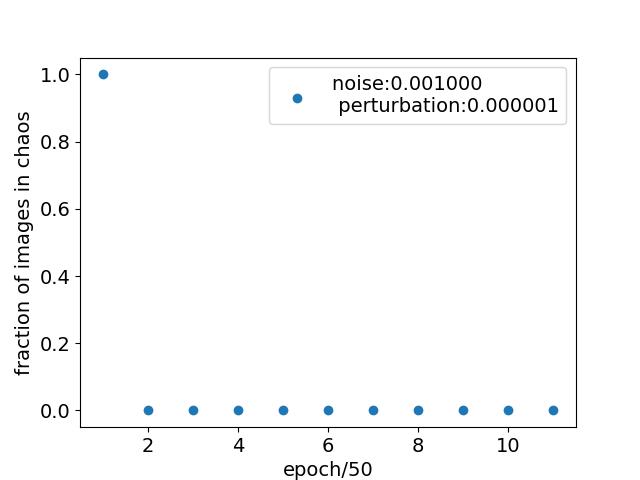 noise:0.001000
perturbation:0.000001
1.0
0.8
0.6
0.4
0.2
0.0
fraction of images in chaos
2 4 6 8 10
epoch/50